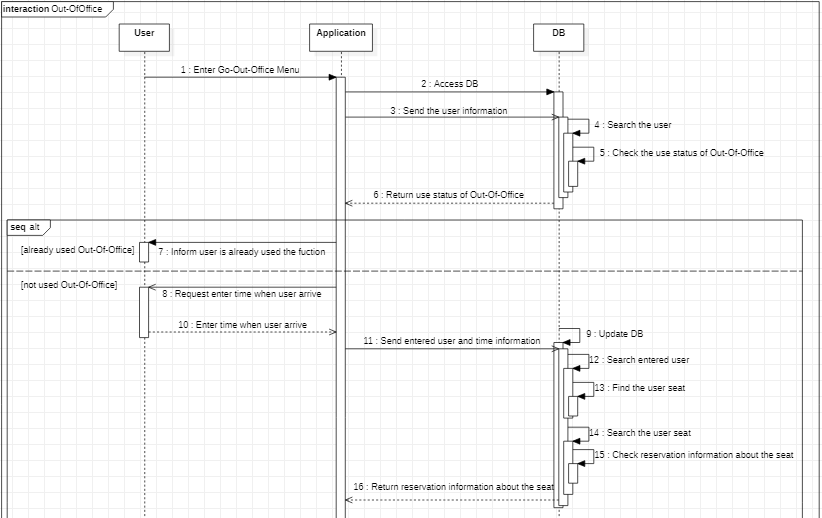 interaction Out-OfOffice
User
Application
DB
1 : Enter Go-Out-Office Menu
2 : Access DB
3 : Send the user information
4 : Search the user
5 : Check the use status of Out-Of-Office
6 : Return use status of Out-Of-Office
seq alt
[already used Out-Of-Office]
7 : Inform user is already used the fuction
[not used Out-Of-Office]
8 : Request enter time when user arrive
10 : Enter time when user arrive
9 : Update DB
11 : Send entered user and time information
12 : Search entered user
13 : Find the user seat
14 : Search the user seat
15 : Check reservation information about the seat
16 : Return reservation information about the seat